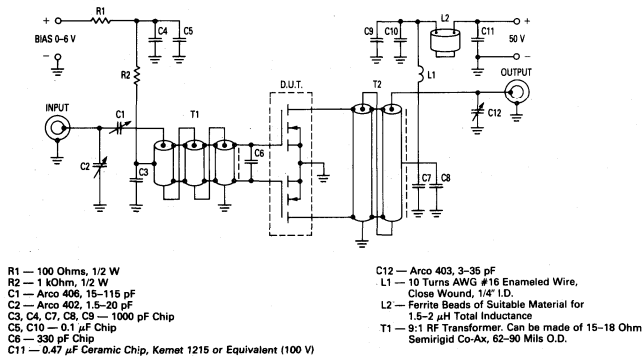 R1
+
BIAS 0–6 V
–
C4
C5
R2
C9
C10
L2
C11
+
50 V
–
L1
OUTPUT
D.U.T.
T2
INPUT
C1
T1
C2
C3
C6
C7
C8
C12
R1 — 100 Ohms, 1/2 W
R2 — 1 kOhm, 1/2 W
C1 — Arco 406, 15–115 pF
C2 — Arco 402, 1.5-20 pF
C3, C4, C7, C8, C9 — 1000 pF Chip
C5, C10 — 0.1 μF Chip
C6 — 330 pF Chip
C11 — 0.47 μF Ceramic Chip, Kemet 1215 or Equivalent (100 V)
C12 — Arco 403, 3–35 pF
L1 — 10 Turns AWG #16 Enameled Wire,
Close Wound, 1/4" I.D.
L2 — Ferrite Beads of Suitable Material for
1.5–2 μH Total Inductance
T1 — 9:1 RF Transformer. Can be made of 15–18 Ohm
Semirigid Co-Ax, 62–90 Mils O.D.